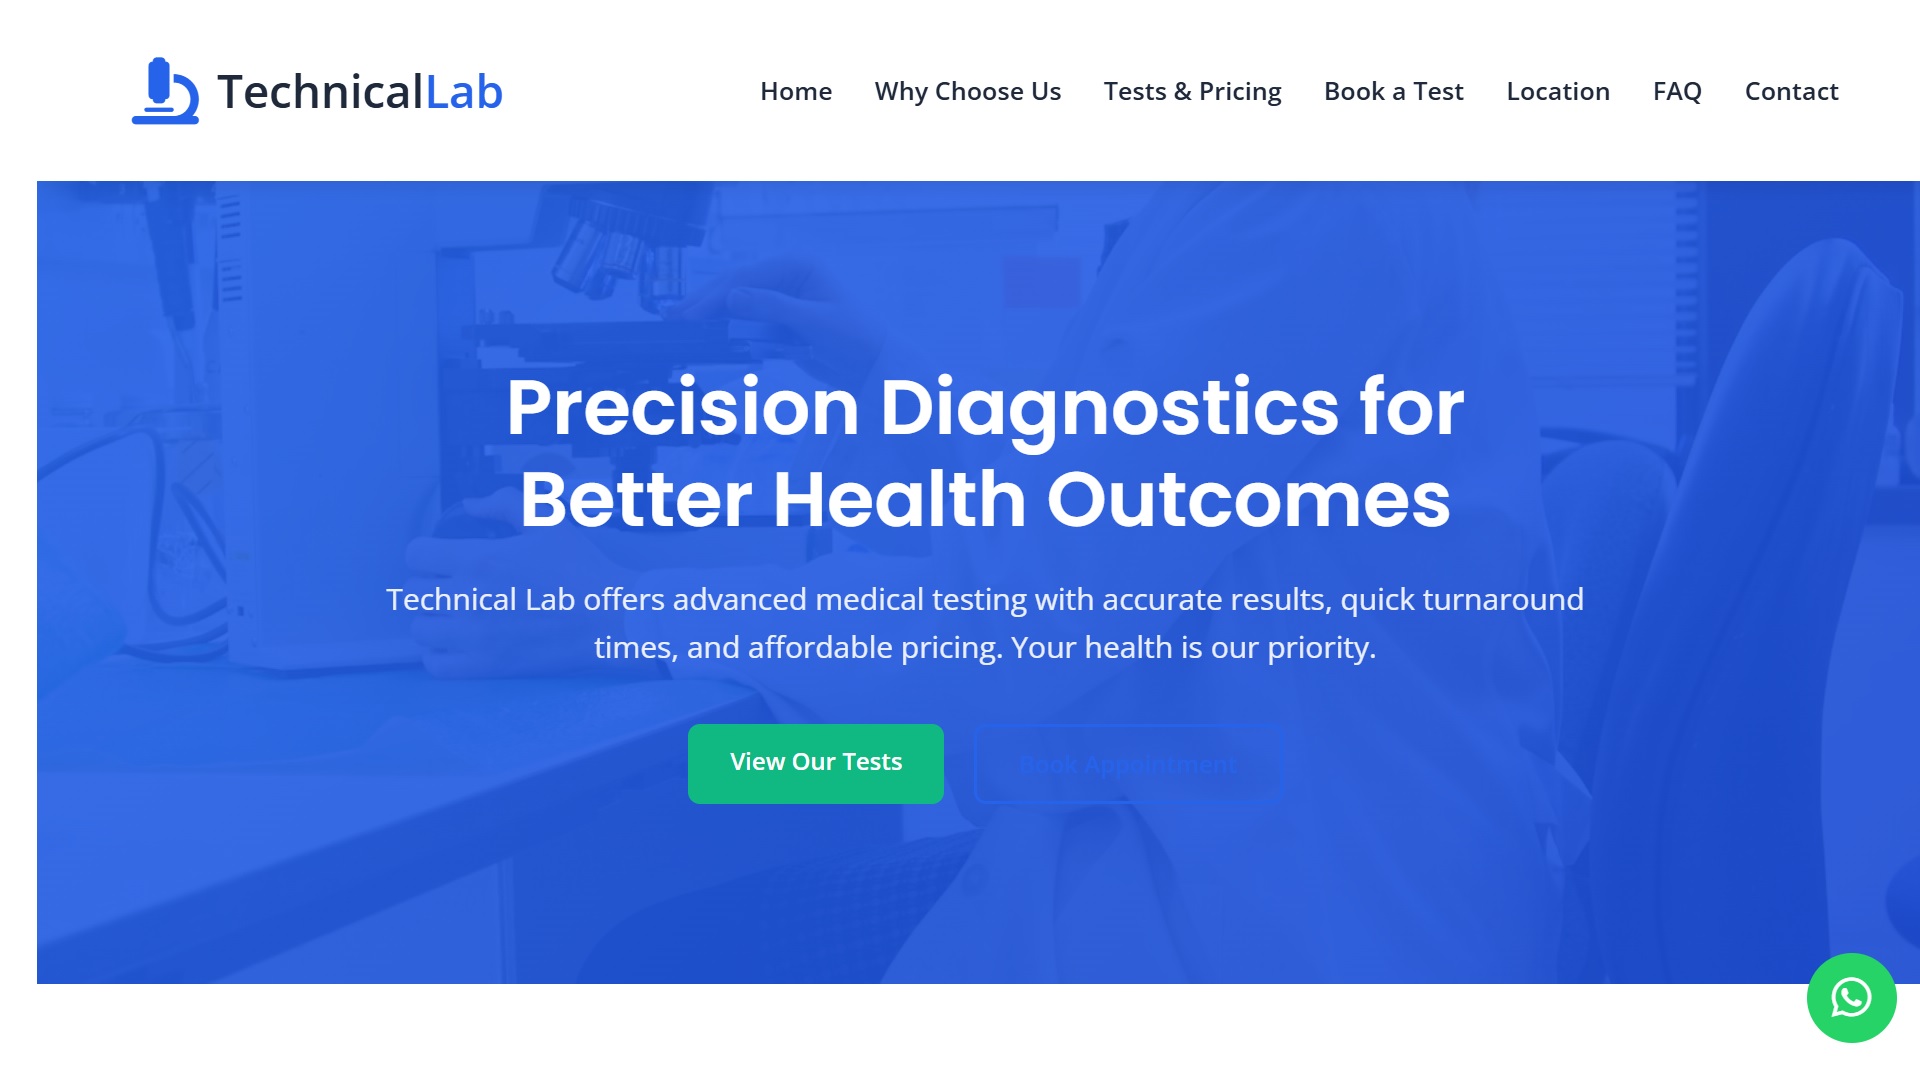 TechnicalLab
Home Why Choose Us Tests & Pricing Book a Test Location FAQ Contact
Precision Diagnostics for
Better Health Outcomes
Technical Lab offers advanced medical testing with accurate results, quick turnaround
times, and affordable pricing. Your health is our priority.
View Our Tests Book Appointment